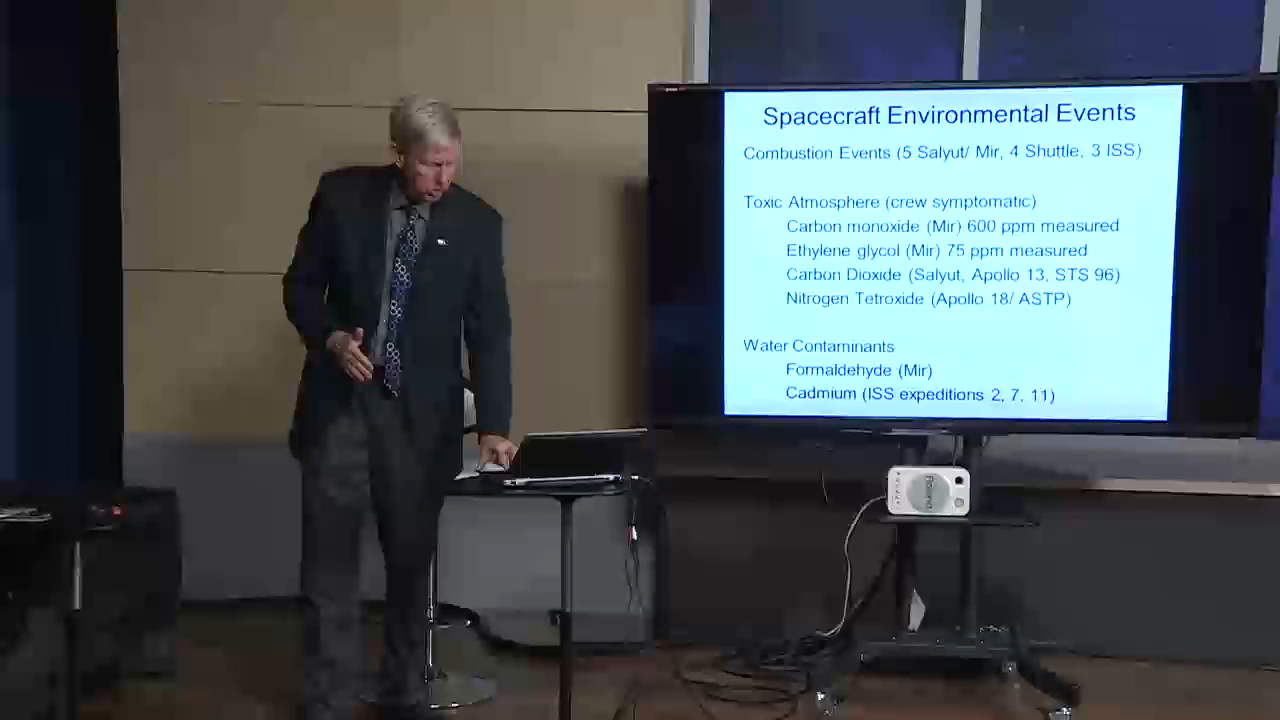 Spacecraft Environmental Events
Combustion Events (5 Salyut/ Mir, 4 Shuttle, 3 ISS)
Toxic Atmosphere (crew symptomatic)
Carbon monoxide (Mir) 600 ppm measured
Ethylene glycol (Mir) 75 ppm measured
Carbon Dioxide (Salyut, Apollo 13, STS 96)
Nitrogen Tetroxide (Apollo 18/ ASTP)
Water Contaminants
Formaldehyde (Mir)
Cadmium (ISS expeditions 2, 7, 11)